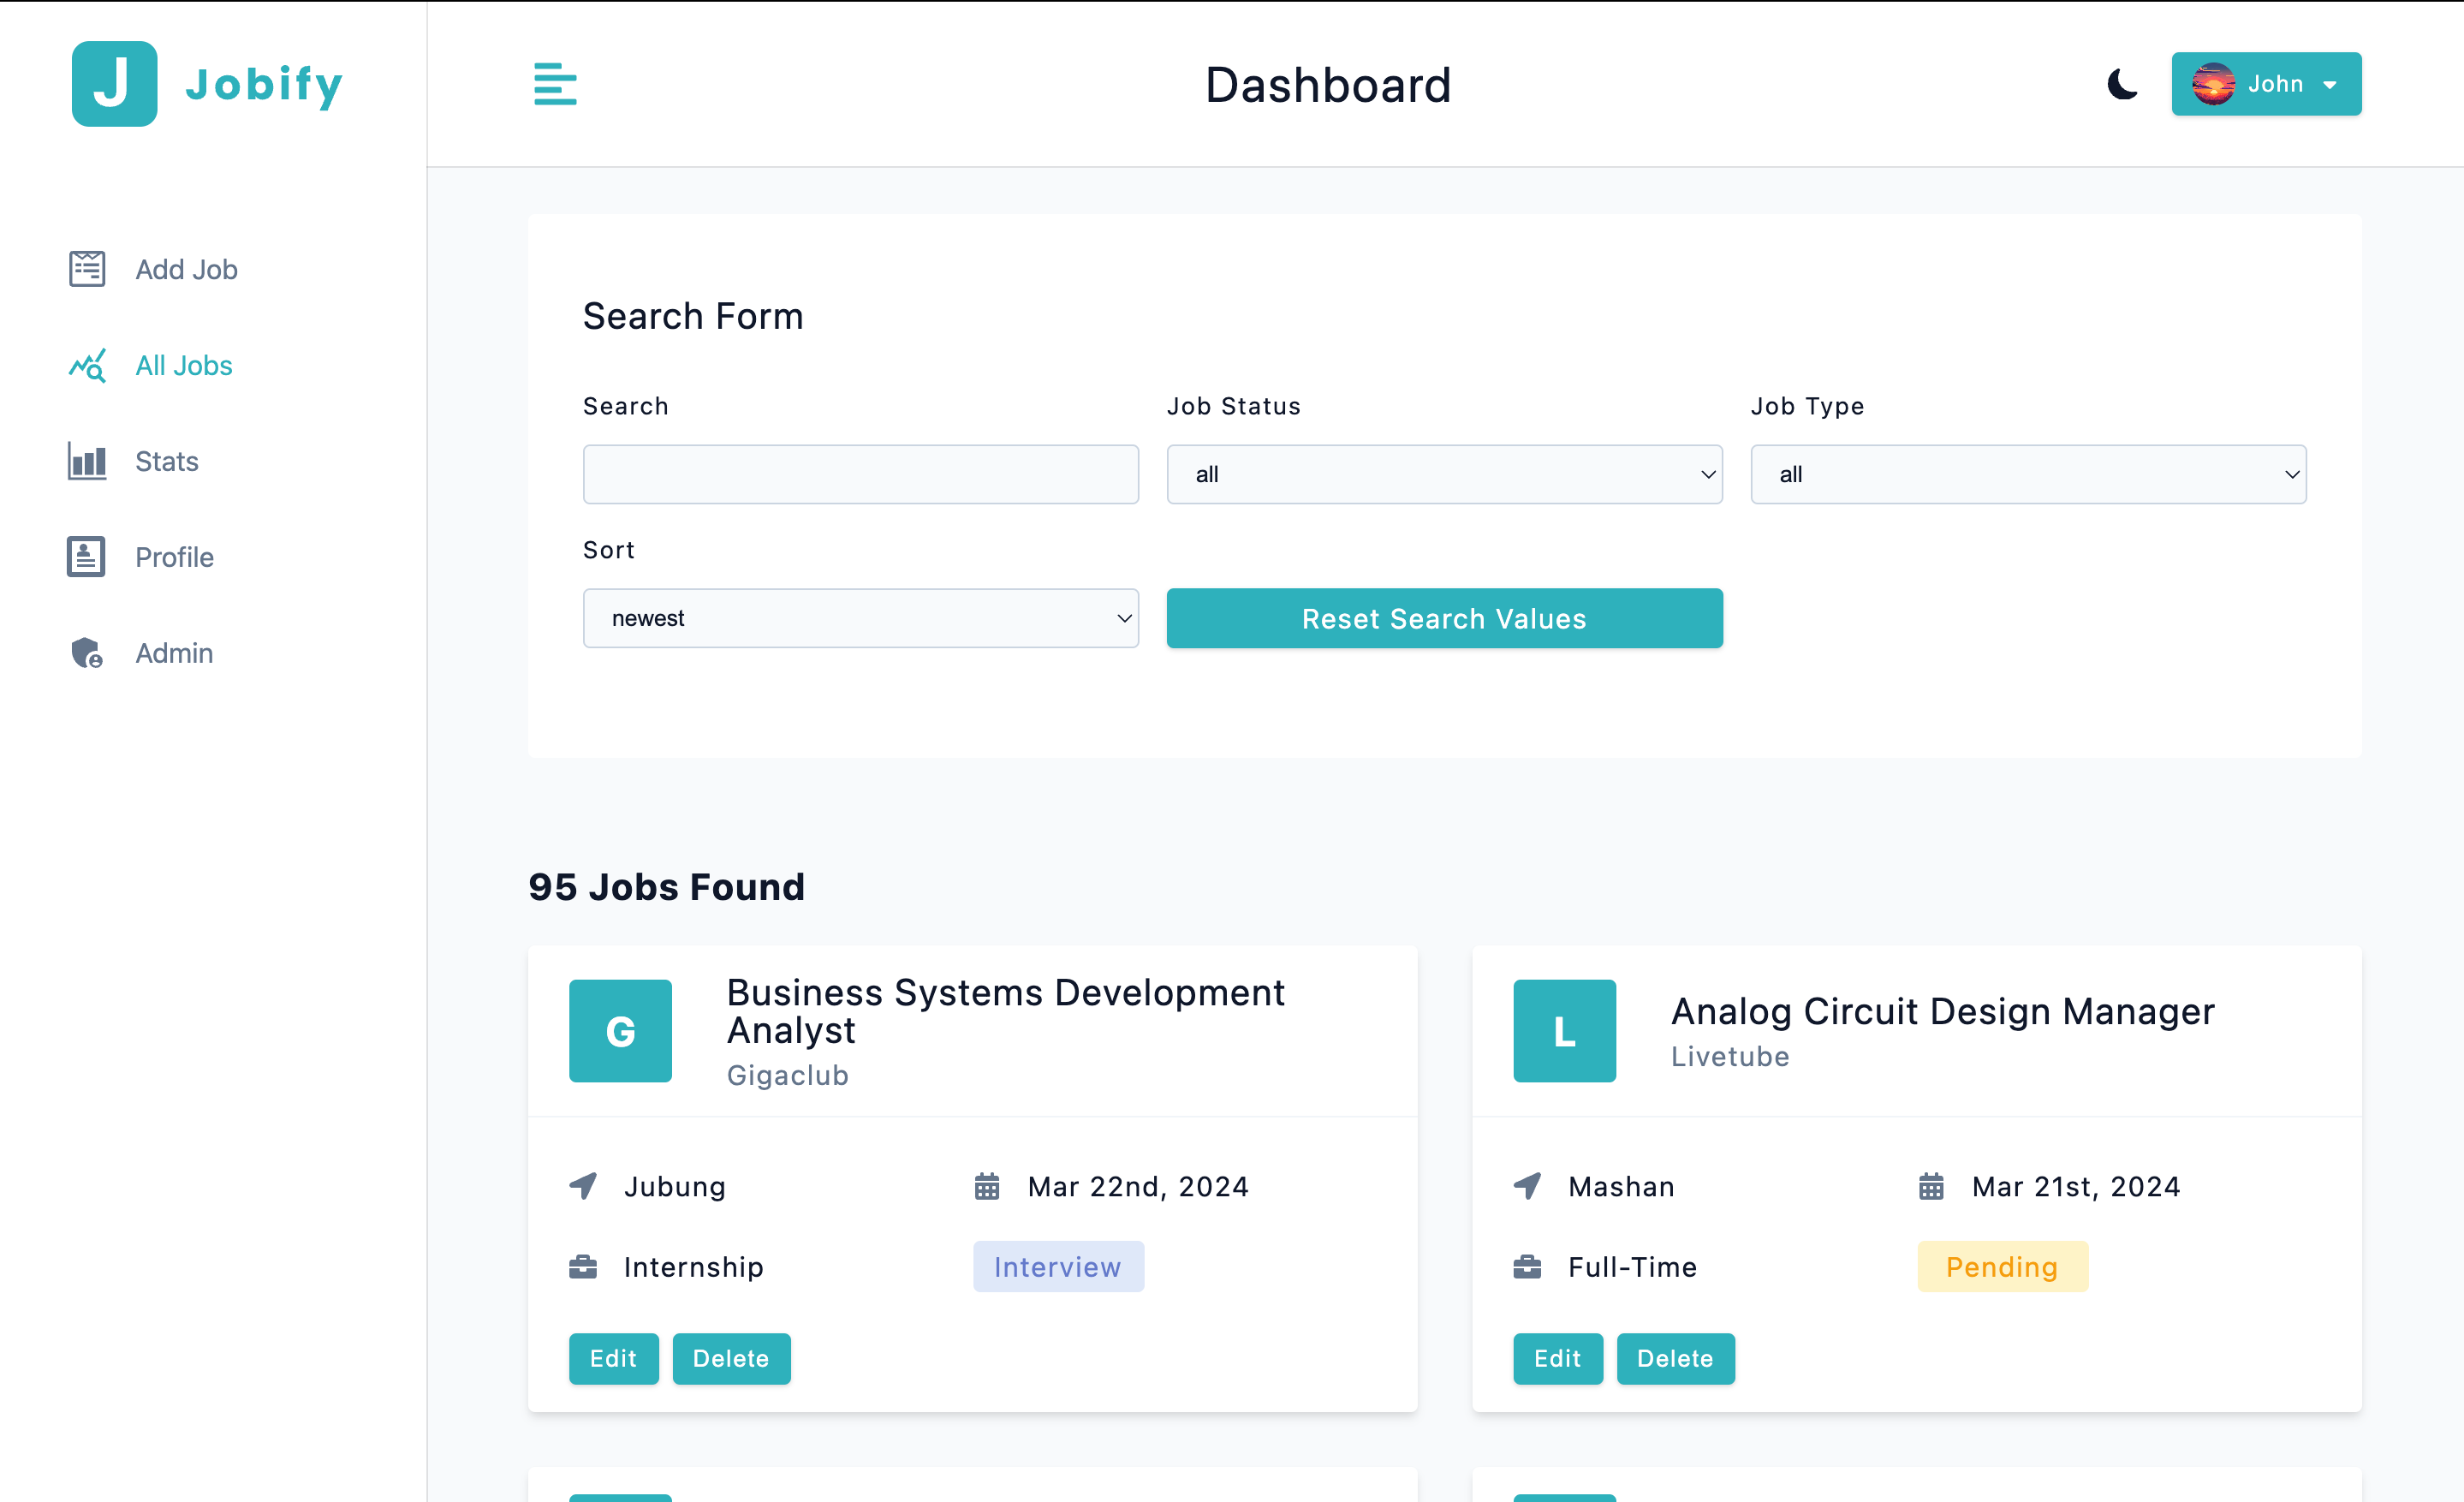 J Jobify
Dashboard
John
Add Job
All Jobs
Stats
Profile
Admin
Search Form
Search
Job Status
Job Type
all
all
Sort
newest
Reset Search Values
95 Jobs Found
G
Business Systems Development
Analyst
Gigaclub
Jubung
Mar 22nd, 2024
Internship
Interview
Edit
Delete
L
Analog Circuit Design Manager
Livetube
Mashan
Mar 21st, 2024
Full-Time
Pending
Edit
Delete